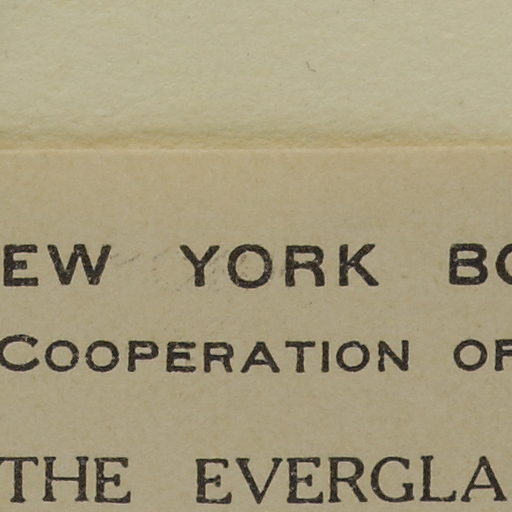 EW YORK BO
COOPERATION OF
THE EVERGLA